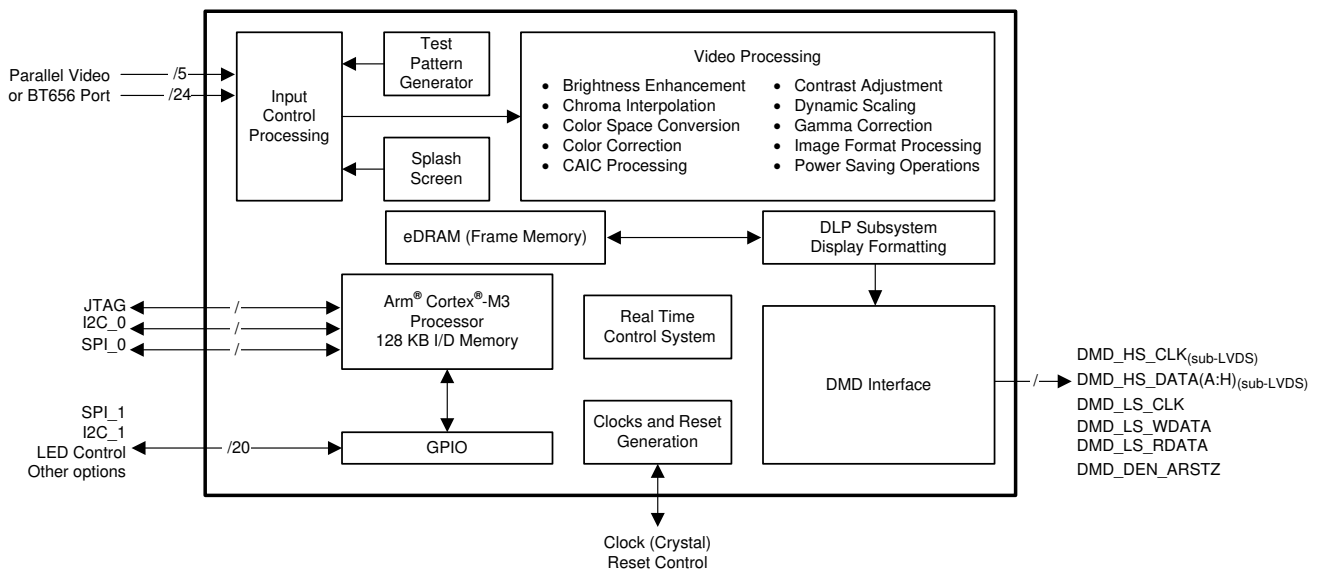 Parallel Video
or BT656 Port
/5
/24
Input
Control
Processing
Test
Pattern
Generator
Splash
Screen
Video Processing
• Brightness Enhancement
• Chroma Interpolation
• Color Space Conversion
• Color Correction
• CAIC Processing
• Contrast Adjustment
• Dynamic Scaling
• Gamma Correction
• Image Format Processing
• Power Saving Operations
eDRAM (Frame Memory)
DLP Subsystem
Display Formatting
JTAG
I2C_0
SPI_0
/
/
/
Arm® Cortex®-M3
Processor
128 KB I/D Memory
Real Time
Control System
DMD Interface
/
DMD_HS_CLK(sub-LVDS)
DMD_HS_DATA(A:H)(sub-LVDS)
DMD_LS_CLK
DMD_LS_WDATA
DMD_LS_RDATA
DMD_DEN_ARSTZ
SPI_1
I2C_1
LED Control
Other options
/20
GPIO
Clocks and Reset
Generation
Clock (Crystal)
Reset Control